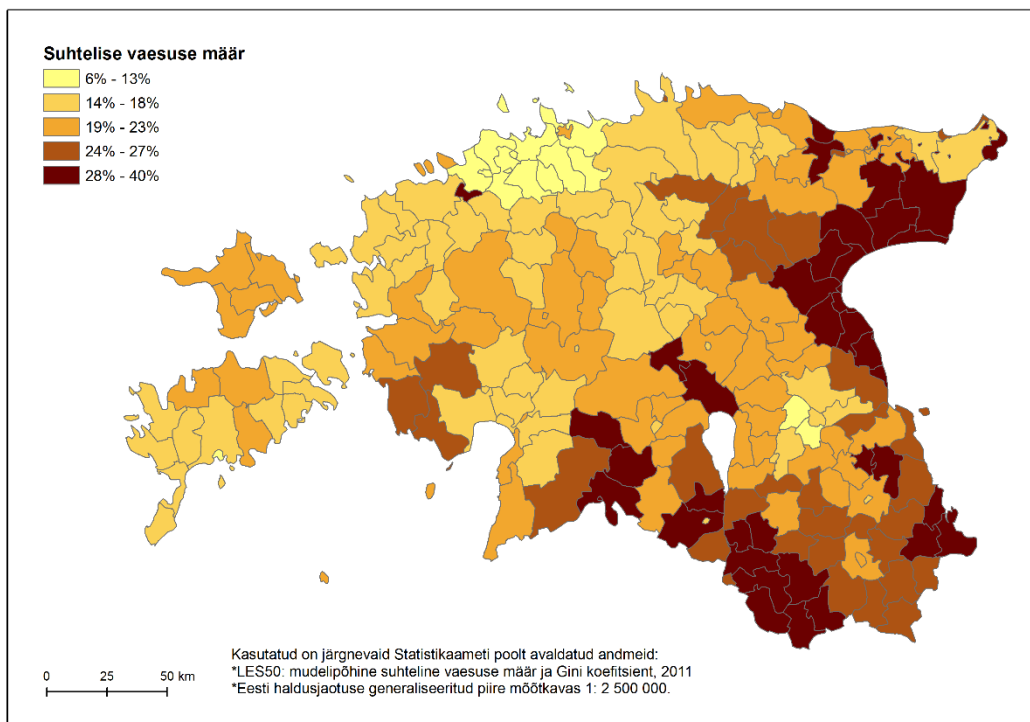 Suhtelise vaesuse määr
6% - 13%
14% - 18%
19% - 23%
24% - 27%
28% - 40%
Kasutatud on järgnevaid Statistikaameti poolt avaldatud andmeid:
*LES50: mudelipõhine suhteline vaesuse määr ja Gini koefitsient, 2011
*Eesti haldusjaotuse generaliseeritud piire mõõtkavas 1: 2 500 000.
0 25 50 km